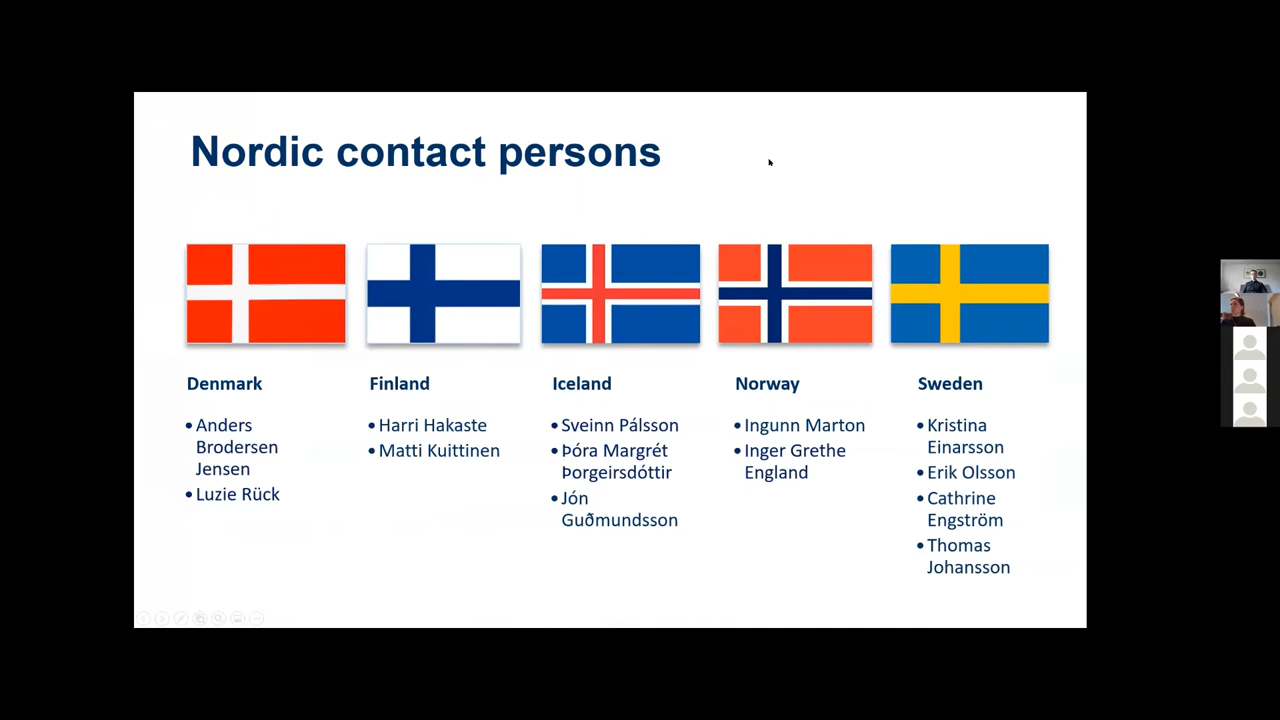 Nordic contact persons
Denmark
• Anders
Brodersen
Jensen
• Luzie Rück
Finland
• Harri Hakaste
• Matti Kuittinen
Iceland
• Sveinn Pálsson
• Þóra Margrét
Þorgeirsdóttir
• Jón
Guðmundsson
Norway
• Ingunn Marton
• Inger Grethe
England
Sweden
• Kristina
Einarsson
• Erik Olsson
• Cathrine
Engström
• Thomas
Johansson